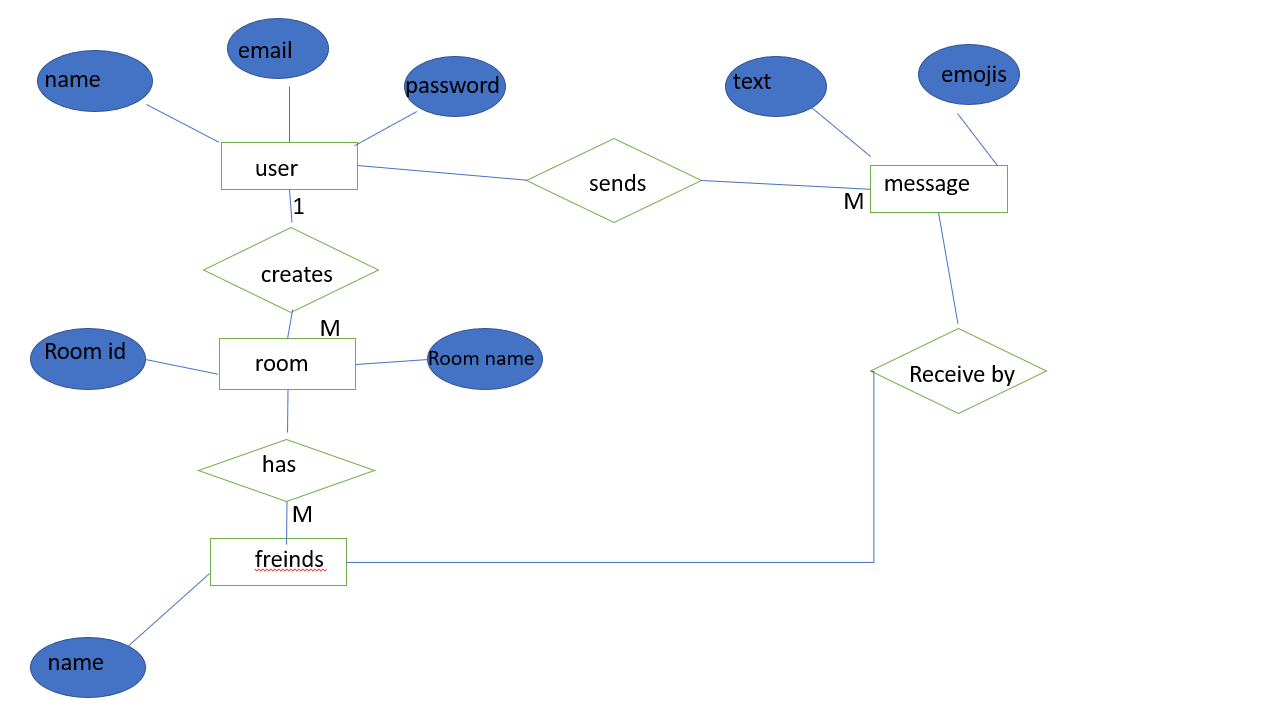 email
name
password
text
emojis
user
sends
message
1
M
creates
M
Room id
room
Room name
Receive by
has
M
freinds
name